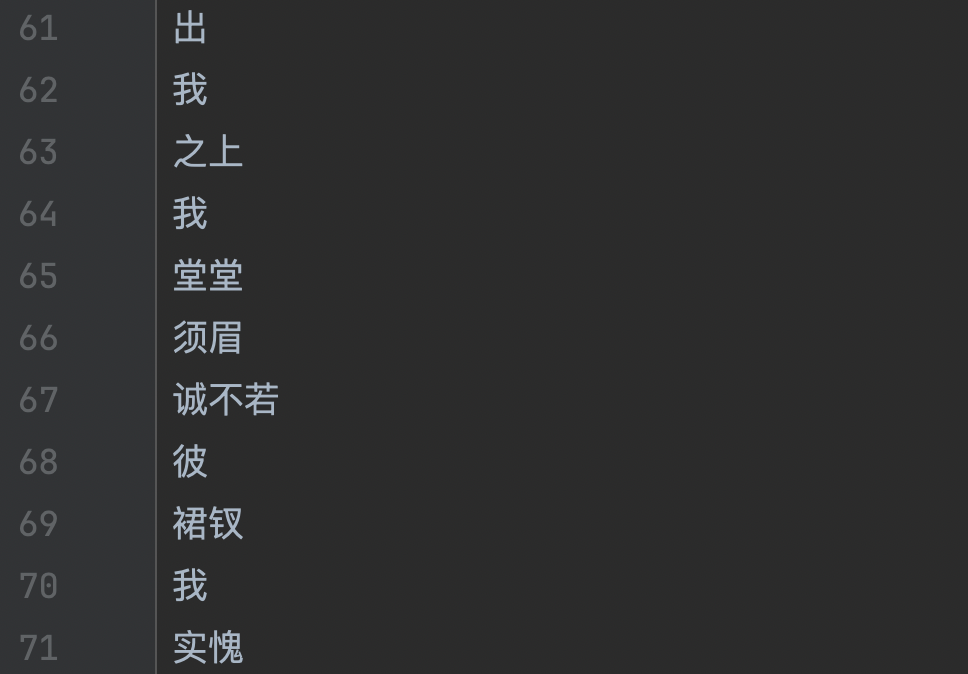 61 出
62 我
63 之上
64 我
65 堂堂
66 须眉
67 诚不若
68 彼
69 裙钗
70 我
71 实愧